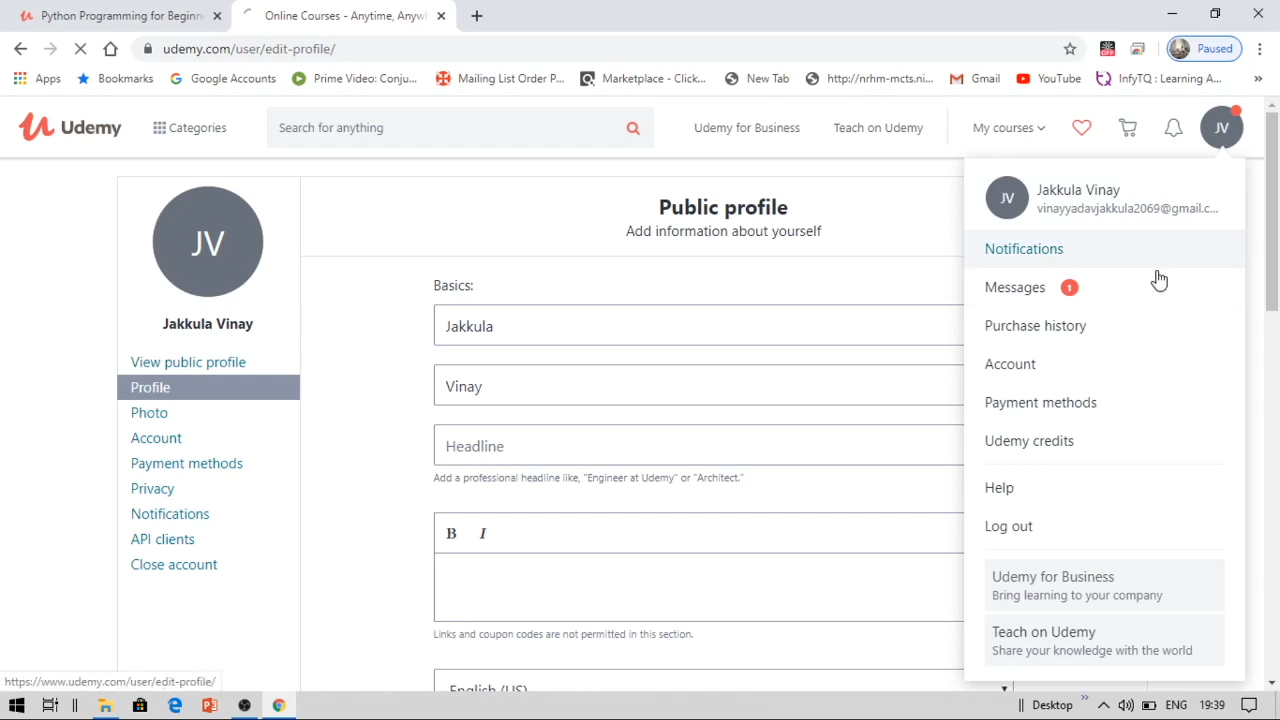 Python Programming for Beginne
Online Courses - Anytime, Anywh
udemy.com/user/edit-profile/
OFF
Paused
Apps
Bookmarks
Google Accounts
Prime Video: Conju...
Mailing List Order P...
Marketplace - Click...
New Tab
http://nrhm-mcts.ni...
Gmail
YouTube
InfyTQ : Learning A...
»
Udemy
Categories
Search for anything
Udemy for Business
Teach on Udemy
My courses
JV
JV
Jakkula Vinay
View public profile
Profile
Photo
Account
Payment methods
Privacy
Notifications
API clients
Close account
Public profile
Add information about yourself
Basics:
Jakkula
Vinay
Headline
Add a professional headline like, "Engineer at Udemy" or "Architect."
B I
Links and coupon codes are not permitted in this section.
English (US)
JV
Jakkula Vinay
vinayyadavjakkula2069@gmail.c...
Notifications
Messages 1
Purchase history
Account
Payment methods
Udemy credits
Help
Log out
Udemy for Business
Bring learning to your company
Teach on Udemy
Share your knowledge with the world
https://www.udemy.com/user/edit-profile/
Desktop
»
ENG
19:39